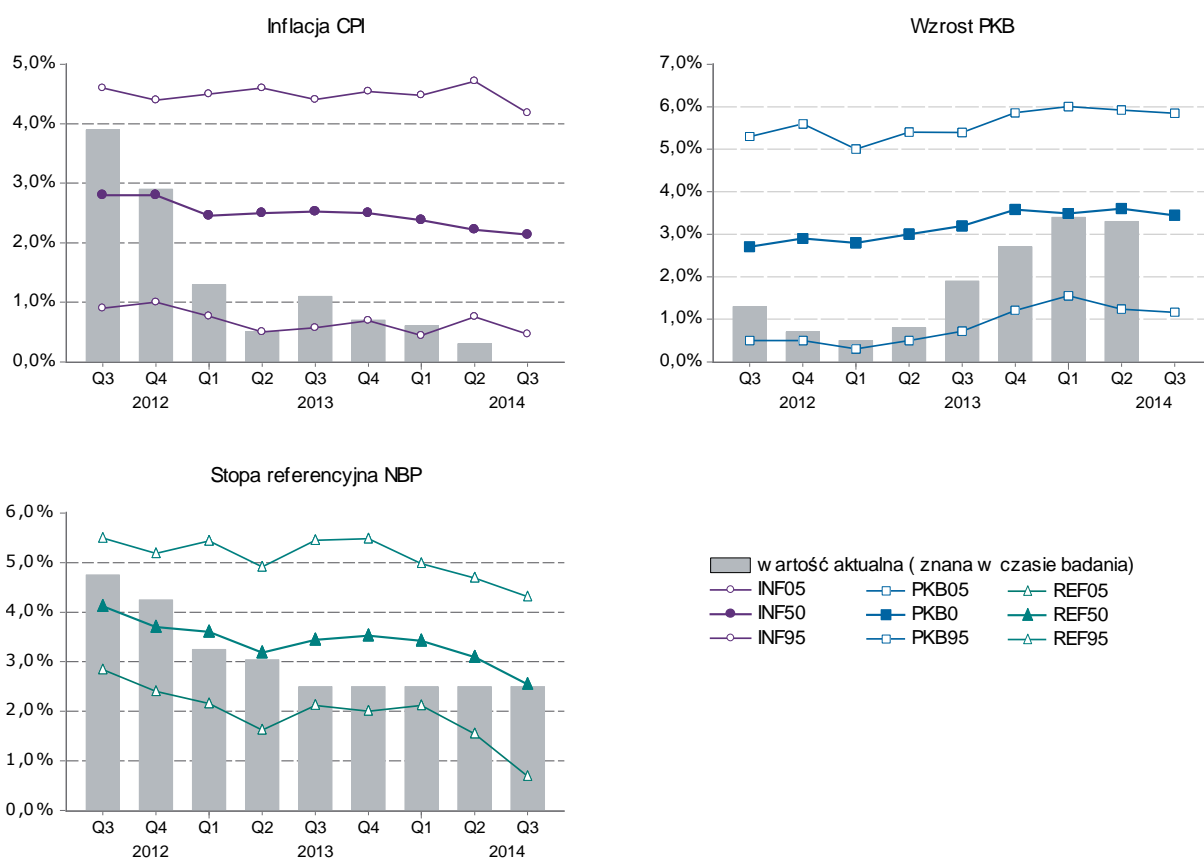 Inflacja CPI
5,0%
4,0%
3,0%
2,0%
1,0%
0,0%
Q3 Q4 Q1 Q2 Q3 Q4 Q1 Q2 Q3
2012 2013 2014
Wzrost PKB
7,0%
6,0%
5,0%
4,0%
3,0%
2,0%
1,0%
0,0%
Q3 Q4 Q1 Q2 Q3 Q4 Q1 Q2 Q3
2012 2013 2014
Stopa referencyjna NBP
6,0%
5,0%
4,0%
3,0%
2,0%
1,0%
0,0%
Q3 Q4 Q1 Q2 Q3 Q4 Q1 Q2 Q3
2012 2013 2014
wartość aktualna ( znana w czasie badania)
INF05 PKB05 REF05
INF50 PKB0 REF50
INF95 PKB95 REF95